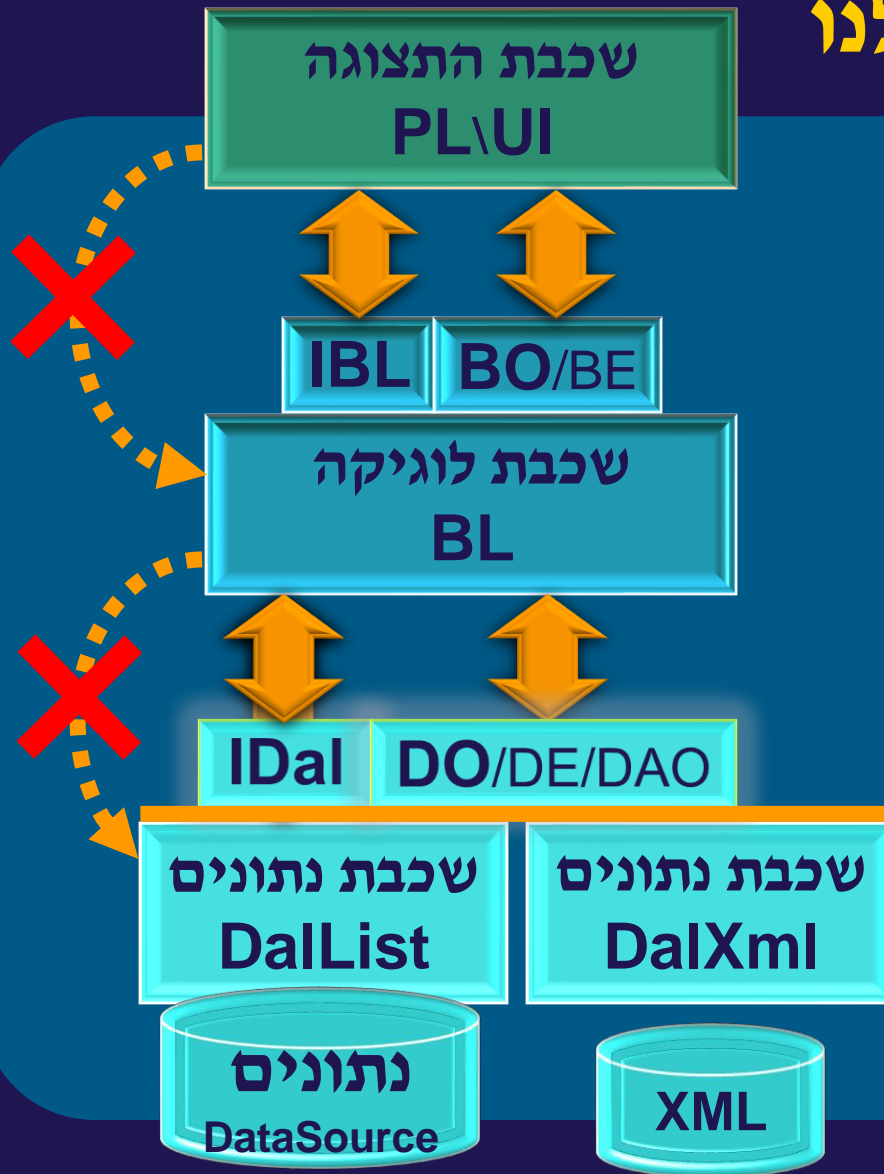 שכבת התצוגה
PL\UI
IBL
BO/BE
שכבת לוגיקה
BL
IDal
DO/DE/DAO
שכבת נתונים
DalList
שכבת נתונים
DalXml
נתונים
DataSource
XML